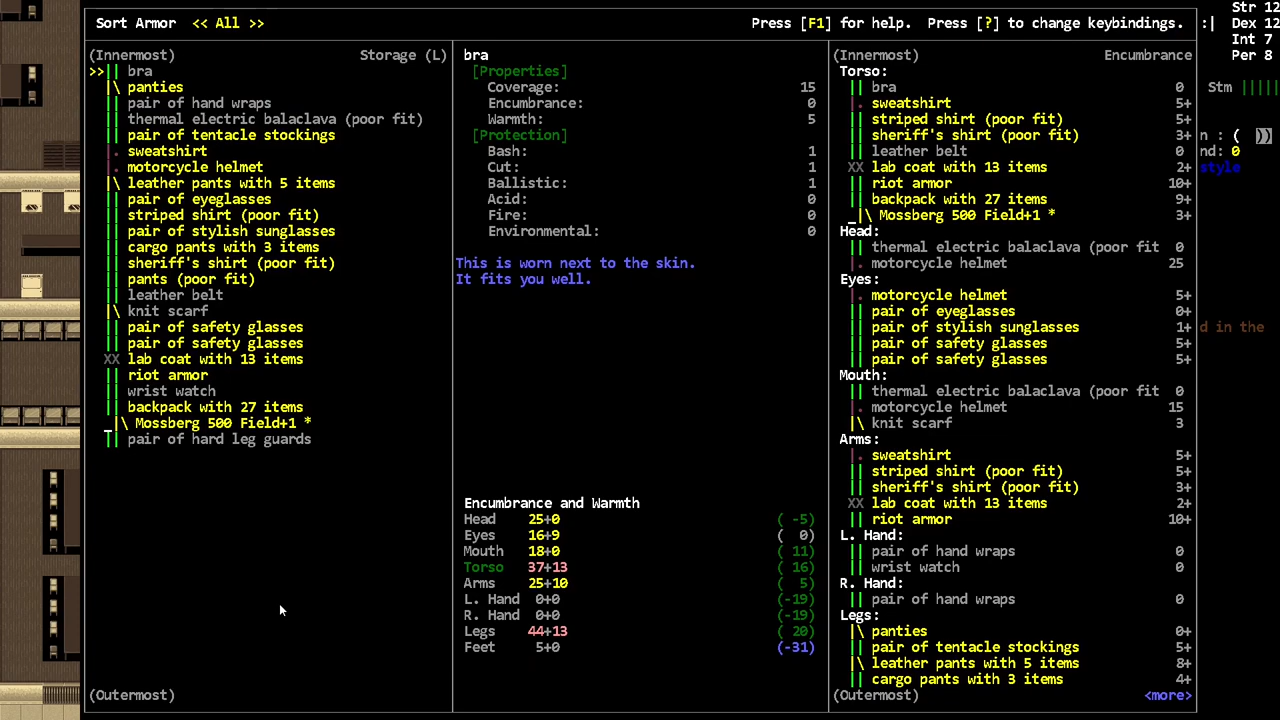 Sort Armor << All >> Press [F1] for help. Press [?] to change keybindings. :| Str 12
Dex 12
Int 7
Per 8
(Innermost) Storage (L)
>>|| bra
|\ panties
|| pair of hand wraps
|| thermal electric balaclava (poor fit)
|| pair of tentacle stockings
|. sweatshirt
|. motorcycle helmet
|\ leather pants with 5 items
|| pair of eyeglasses
|| striped shirt (poor fit)
|| pair of stylish sunglasses
|| cargo pants with 3 items
|| sheriff's shirt (poor fit)
|| pants (poor fit)
|| leather belt
|\ knit scarf
|| pair of safety glasses
|| pair of safety glasses
XX lab coat with 13 items
|| riot armor
|| wrist watch
|| backpack with 27 items
_|\ Mossberg 500 Field+1 *
|| pair of hard leg guards
(Outermost)
bra
[Properties]
Coverage: 15
Encumbrance: 0
Warmth: 5
[Protection]
Bash: 1
Cut: 1
Ballistic: 1
Acid: 0
Fire: 0
Environmental: 0
This is worn next to the skin.
It fits you well.
Encumbrance and Warmth
Head 25+0 ( -5)
Eyes 16+9 ( 0)
Mouth 18+0 ( 11)
Torso 37+13 ( 16)
Arms 25+10 ( 5)
L. Hand 0+0 (-19)
R. Hand 0+0 (-19)
Legs 44+13 ( 20)
Feet 5+0 (-31)
(Innermost) Encumbrance
Torso:
|| bra 0
|. sweatshirt 5+
|| striped shirt (poor fit) 5+
|| sheriff's shirt (poor fit) 3+
|| leather belt 0
XX lab coat with 13 items 2+
|| riot armor 10+
|| backpack with 27 items 9+
_|\ Mossberg 500 Field+1 * 3+
Head:
|| thermal electric balaclava (poor fit 0
|. motorcycle helmet 25
Eyes:
|. motorcycle helmet 5+
|| pair of eyeglasses 0+
|| pair of stylish sunglasses 1+
|| pair of safety glasses 5+
|| pair of safety glasses 5+
Mouth:
|| thermal electric balaclava (poor fit 0
|. motorcycle helmet 15
|\ knit scarf 3
Arms:
|. sweatshirt 5+
|| striped shirt (poor fit) 5+
|| sheriff's shirt (poor fit) 3+
XX lab coat with 13 items 2+
|| riot armor 10+
L. Hand:
|| pair of hand wraps 0
|| wrist watch 0
R. Hand:
|| pair of hand wraps 0
Legs:
|\ panties 0+
|| pair of tentacle stockings 5+
|\ leather pants with 5 items 8+
|| cargo pants with 3 items 4+
(Outermost) <more>
Stm |||||
n : ( ))
nd: 0
style
d in the